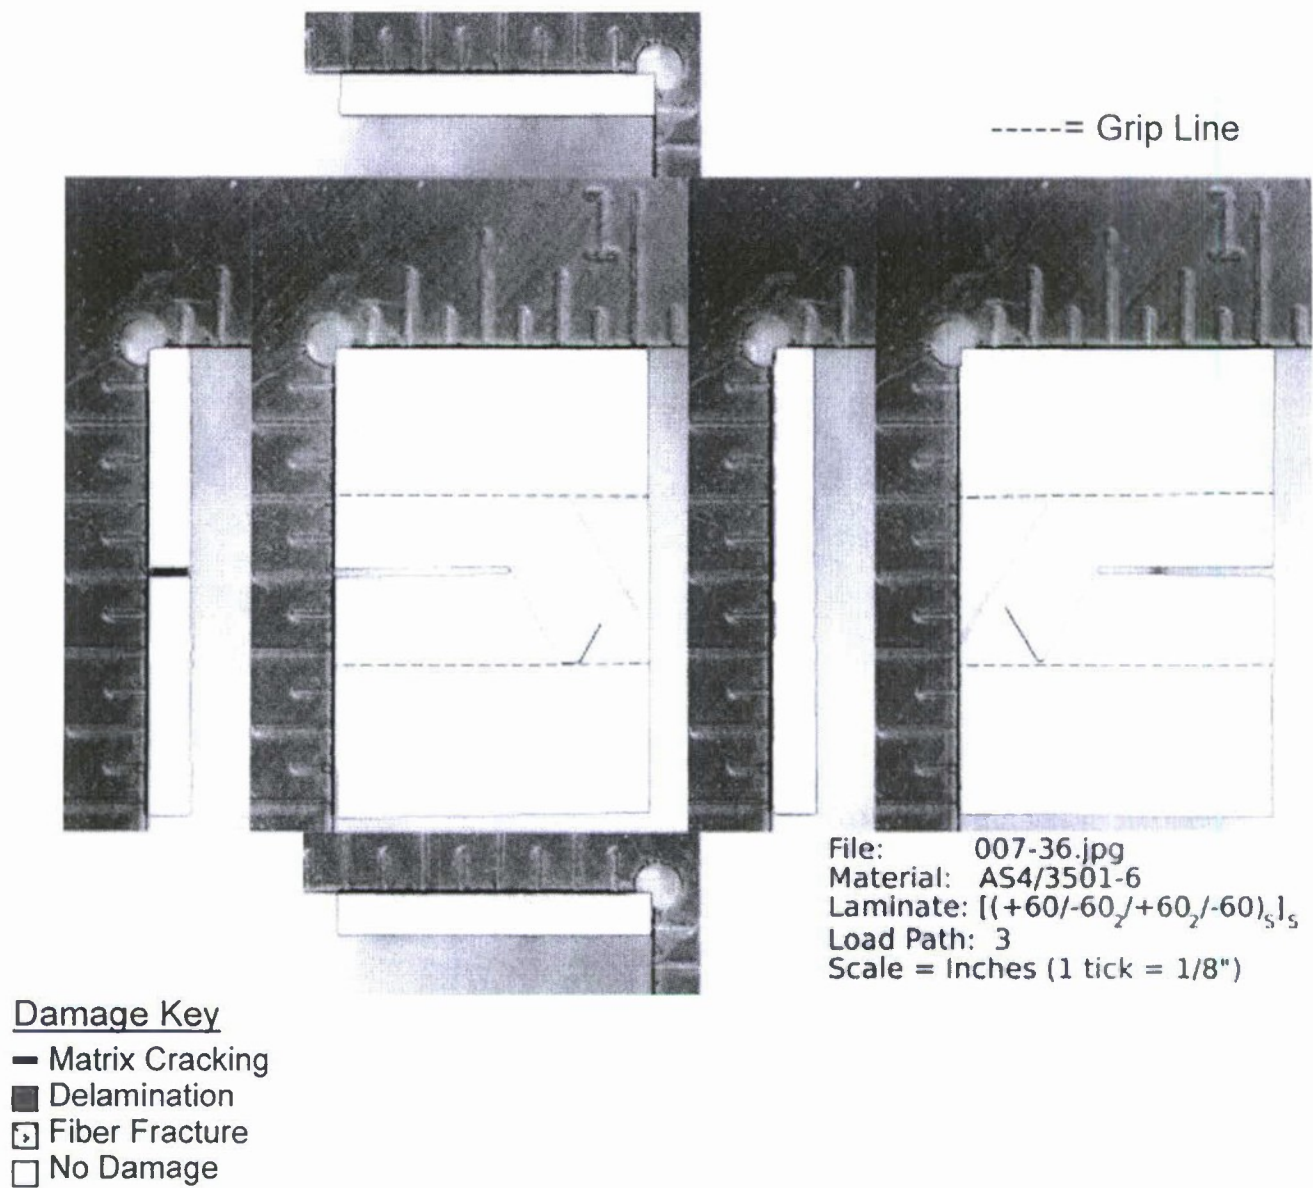 -----= Grip Line
1
1
File: 007-36.jpg
Material: AS4/3501-6
Laminate: [(+60/-60₂/+60₂/-60)ₛ]ₛ
Load Path: 3
Scale = Inches (1 tick = 1/8")
Damage Key
Matrix Cracking
Delamination
Fiber Fracture
No Damage